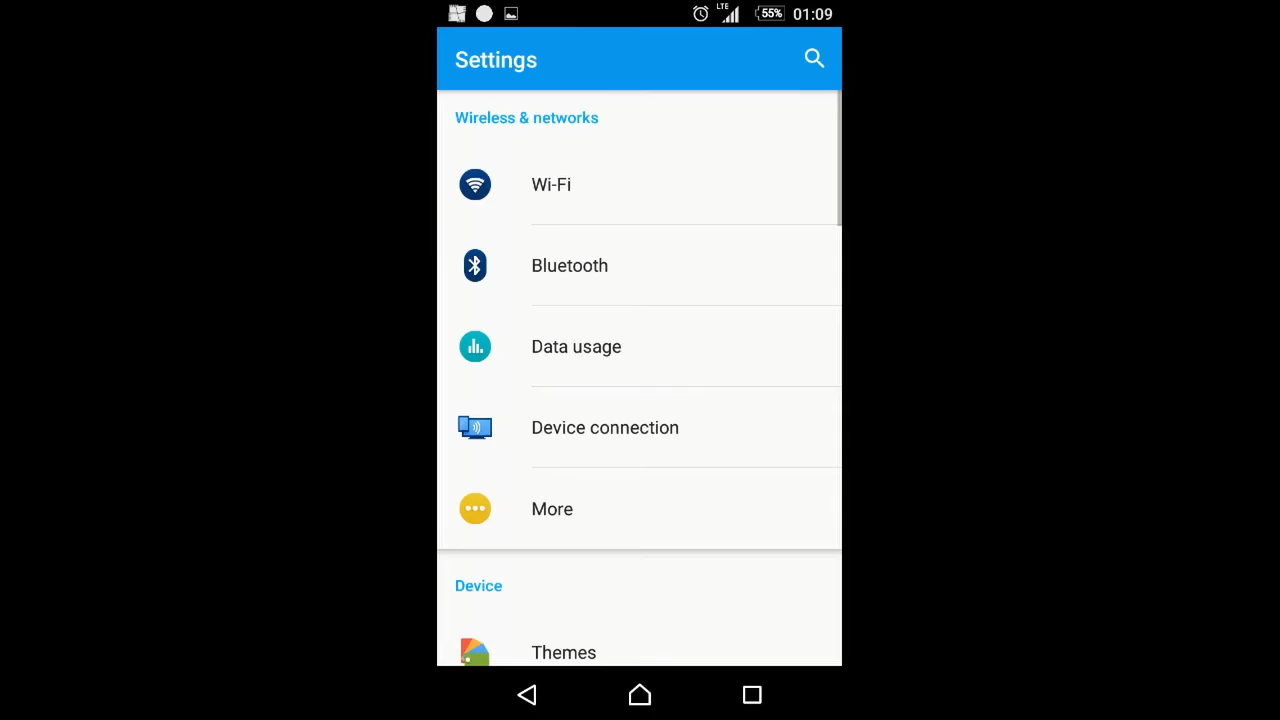 LTE 55% 01:09
Settings
Wireless & networks
Wi-Fi
Bluetooth
Data usage
Device connection
More
Device
Themes